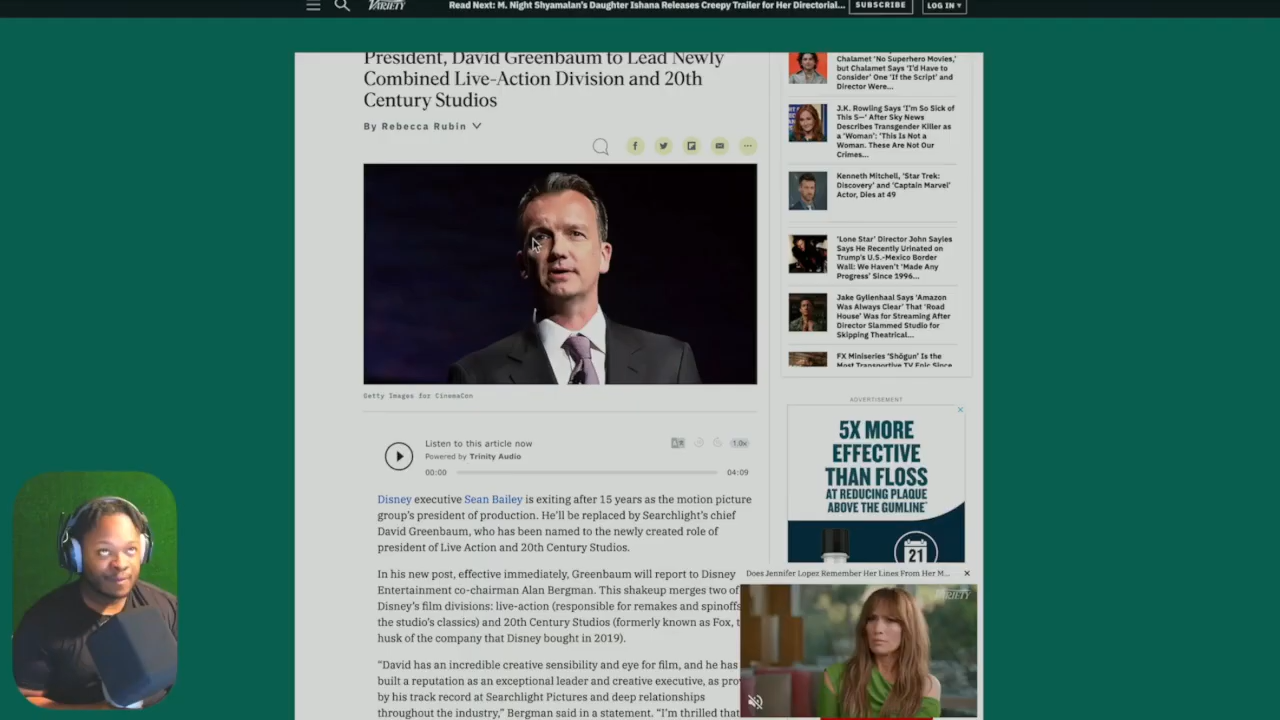 VARIETY
Read Next: M. Night Shyamalan's Daughter Ishana Releases Creepy Trailer for Her Directorial...
SUBSCRIBE
LOG IN
President, David Greenbaum to Lead Newly
Combined Live-Action Division and 20th
Century Studios
By Rebecca Rubin
Getty Images for CinemaCon
Listen to this article now
Powered by Trinity Audio
1.0x
00:00
04:09
Disney executive Sean Bailey is exiting after 15 years as the motion picture
group's president of production. He'll be replaced by Searchlight's chief
David Greenbaum, who has been named to the newly created role of
president of Live Action and 20th Century Studios.
In his new post, effective immediately, Greenbaum will report to Disney
Entertainment co-chairman Alan Bergman. This shakeup merges two of
Disney's film divisions: live-action (responsible for remakes and spinoffs
the studio's classics) and 20th Century Studios (formerly known as Fox, t
husk of the company that Disney bought in 2019).
"David has an incredible creative sensibility and eye for film, and he has
built a reputation as an exceptional leader and creative executive, as pro
by his track record at Searchlight Pictures and deep relationships
throughout the industry," Bergman said in a statement. "I'm thrilled that
Chalamet 'No Superhero Movies,'
but Chalamet Says 'I'd Have to
Consider' One 'If the Script' and
Director Were...
J.K. Rowling Says 'I'm So Sick of
This S—' After Sky News
Describes Transgender Killer as
a 'Woman': 'This Is Not a
Woman. These Are Not Our
Crimes...
Kenneth Mitchell, 'Star Trek:
Discovery' and 'Captain Marvel'
Actor, Dies at 49
'Lone Star' Director John Sayles
Says He Recently Urinated on
Trump's U.S.-Mexico Border
Wall: We Haven't 'Made Any
Progress' Since 1996...
Jake Gyllenhaal Says 'Amazon
Was Always Clear' That 'Road
House' Was for Streaming After
Director Slammed Studio for
Skipping Theatrical...
FX Miniseries 'Shōgun' Is the
Most Transportive TV Epic Since
ADVERTISEMENT
5X MORE
EFFECTIVE
THAN FLOSS
AT REDUCING PLAQUE
ABOVE THE GUMLINE*
21
Does Jennifer Lopez Remember Her Lines From Her M...
VARIETY